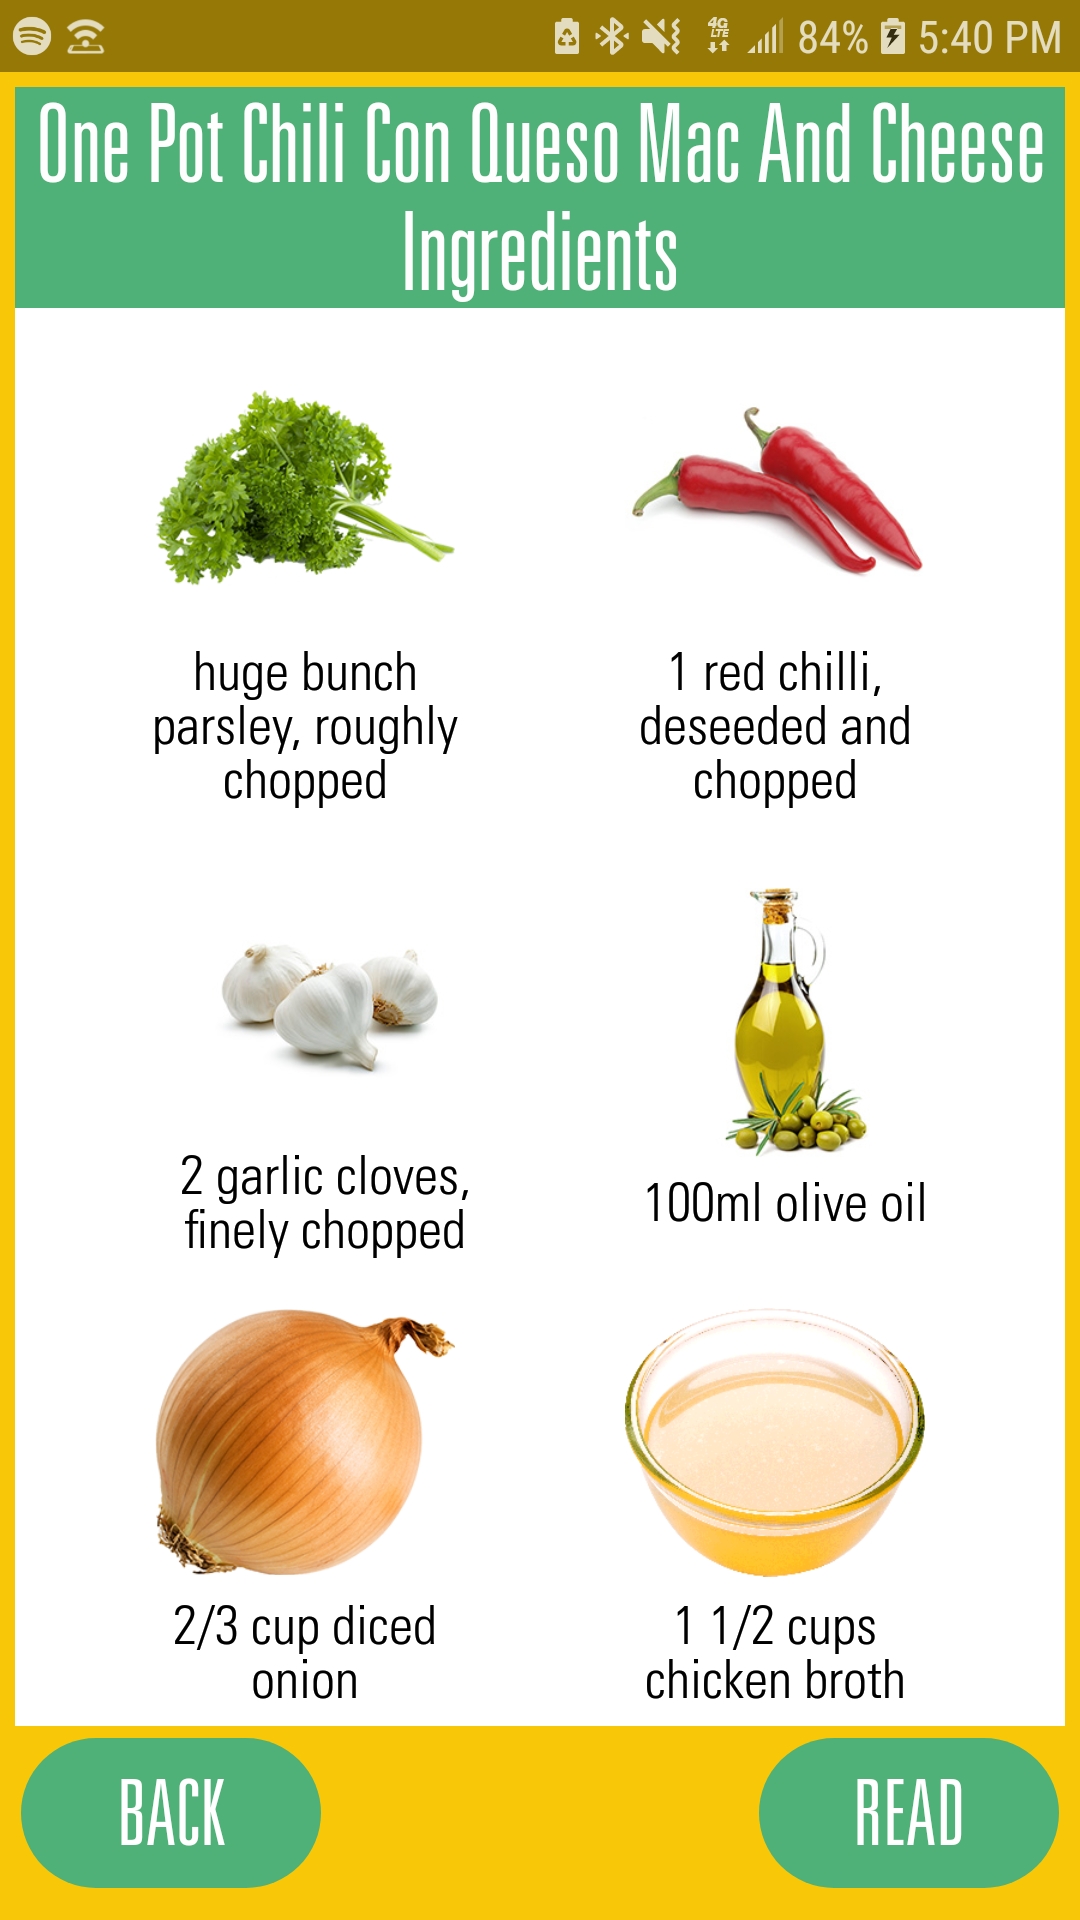 4G
LTE
84%
5:40 PM
One Pot Chili Con Queso Mac And Cheese
Ingredients
huge bunch
parsley, roughly
chopped
1 red chilli,
deseeded and
chopped
2 garlic cloves,
finely chopped
100ml olive oil
2/3 cup diced
onion
1 1/2 cups
chicken broth
BACK
READ